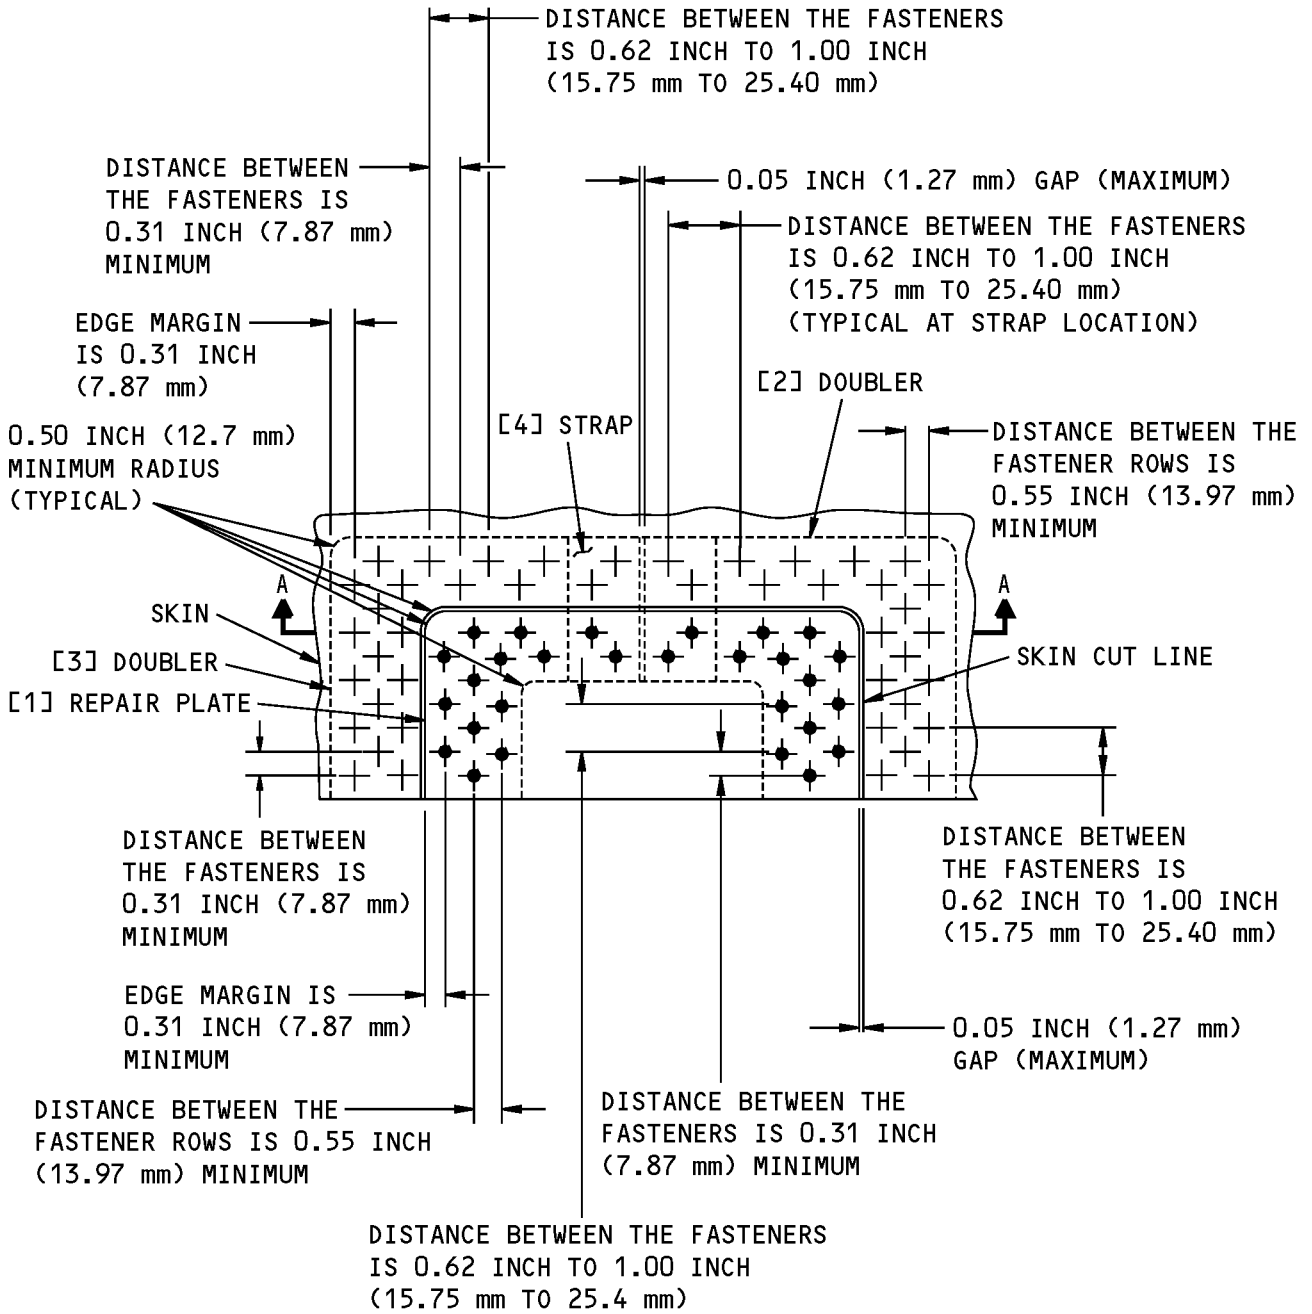 DISTANCE BETWEEN THE FASTENERS
IS 0.62 INCH TO 1.00 INCH
(15.75 mm TO 25.40 mm)
DISTANCE BETWEEN
THE FASTENERS IS
0.31 INCH (7.87 mm)
MINIMUM
0.05 INCH (1.27 mm) GAP (MAXIMUM)
DISTANCE BETWEEN THE FASTENERS
IS 0.62 INCH TO 1.00 INCH
(15.75 mm TO 25.40 mm)
(TYPICAL AT STRAP LOCATION)
EDGE MARGIN
IS 0.31 INCH
(7.87 mm)
[2] DOUBLER
[4] STRAP
0.50 INCH (12.7 mm)
MINIMUM RADIUS
(TYPICAL)
DISTANCE BETWEEN THE
FASTENER ROWS IS
0.55 INCH (13.97 mm)
MINIMUM
A
A
SKIN
[3] DOUBLER
[1] REPAIR PLATE
SKIN CUT LINE
DISTANCE BETWEEN
THE FASTENERS IS
0.31 INCH (7.87 mm)
MINIMUM
DISTANCE BETWEEN
THE FASTENERS IS
0.62 INCH TO 1.00 INCH
(15.75 mm TO 25.40 mm)
EDGE MARGIN IS
0.31 INCH (7.87 mm)
MINIMUM
0.05 INCH (1.27 mm)
GAP (MAXIMUM)
DISTANCE BETWEEN THE
FASTENER ROWS IS 0.55 INCH
(13.97 mm) MINIMUM
DISTANCE BETWEEN THE
FASTENERS IS 0.31 INCH
(7.87 mm) MINIMUM
DISTANCE BETWEEN THE FASTENERS
IS 0.62 INCH TO 1.00 INCH
(15.75 mm TO 25.4 mm)